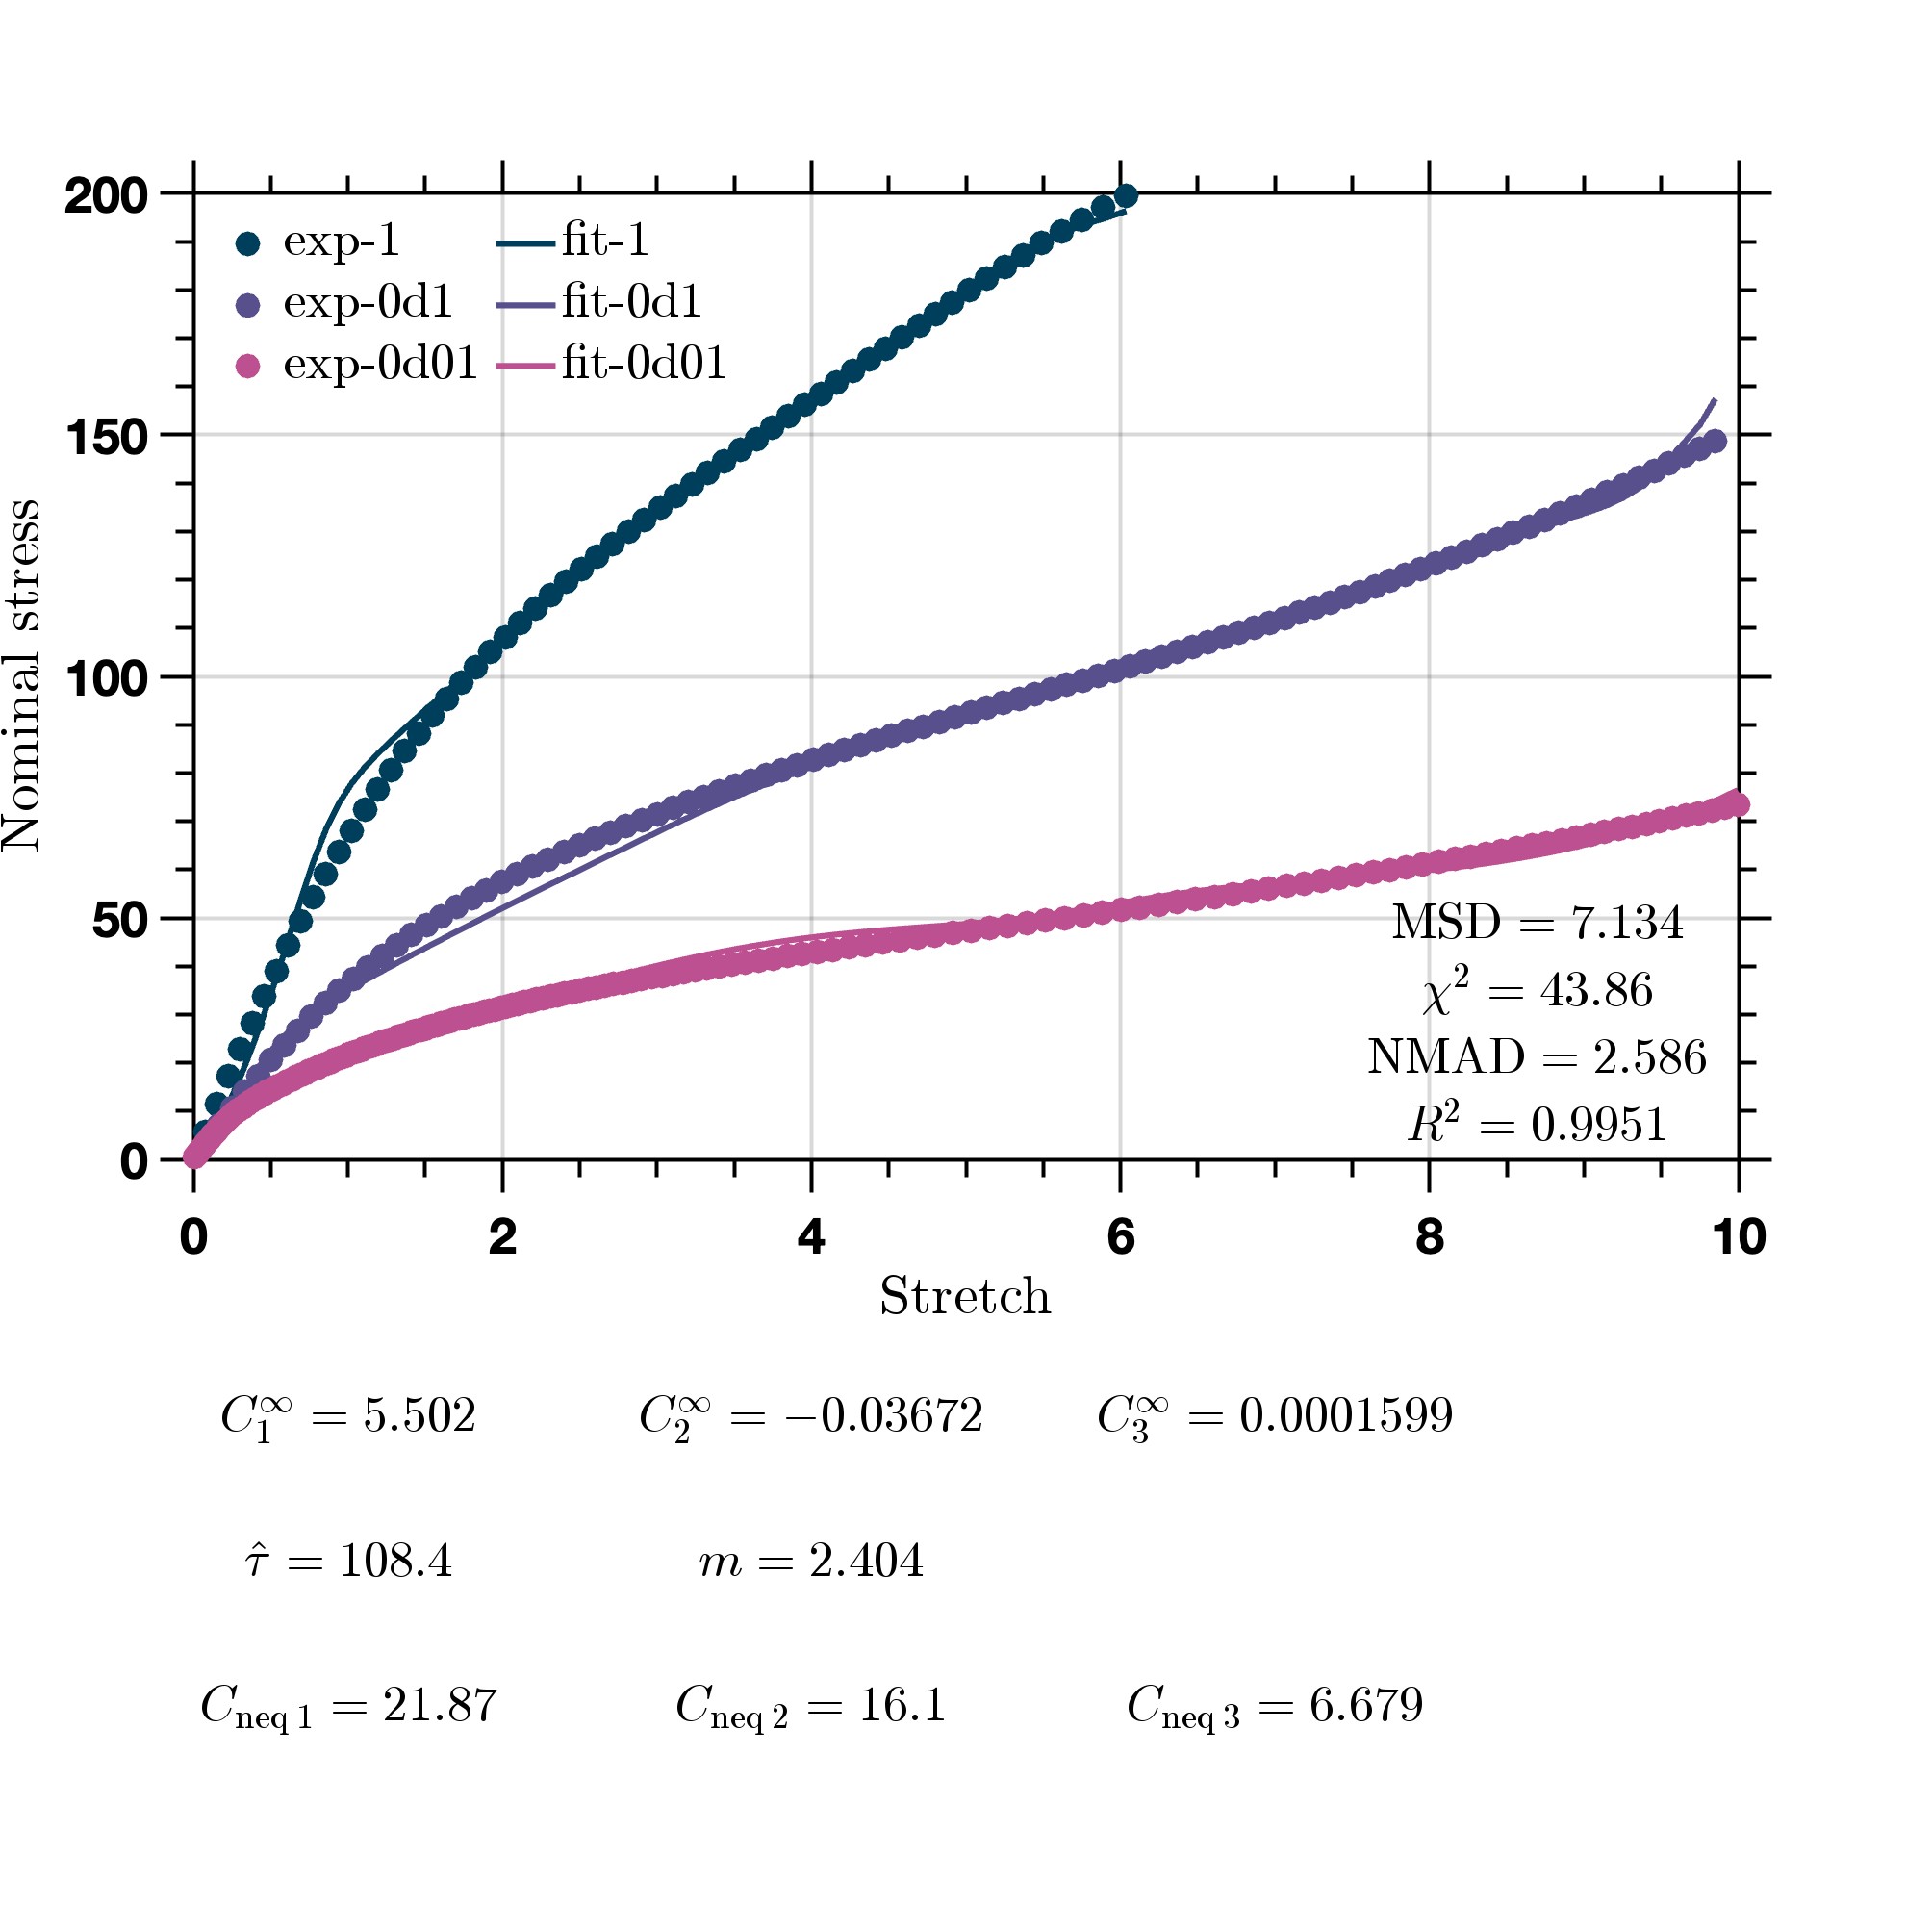 200
150
100
50
0
Nominal stress
exp-1 fit-1
exp-0d1 fit-0d1
exp-0d01 fit-0d01
MSD = 7.134
χ² = 43.86
NMAD = 2.586
R² = 0.9951
0 2 4 6 8 10
Stretch
C₁^∞ = 5.502 C₂^∞ = −0.03672 C₃^∞ = 0.0001599
τ̂ = 108.4 m = 2.404
C_neq 1 = 21.87 C_neq 2 = 16.1 C_neq 3 = 6.679